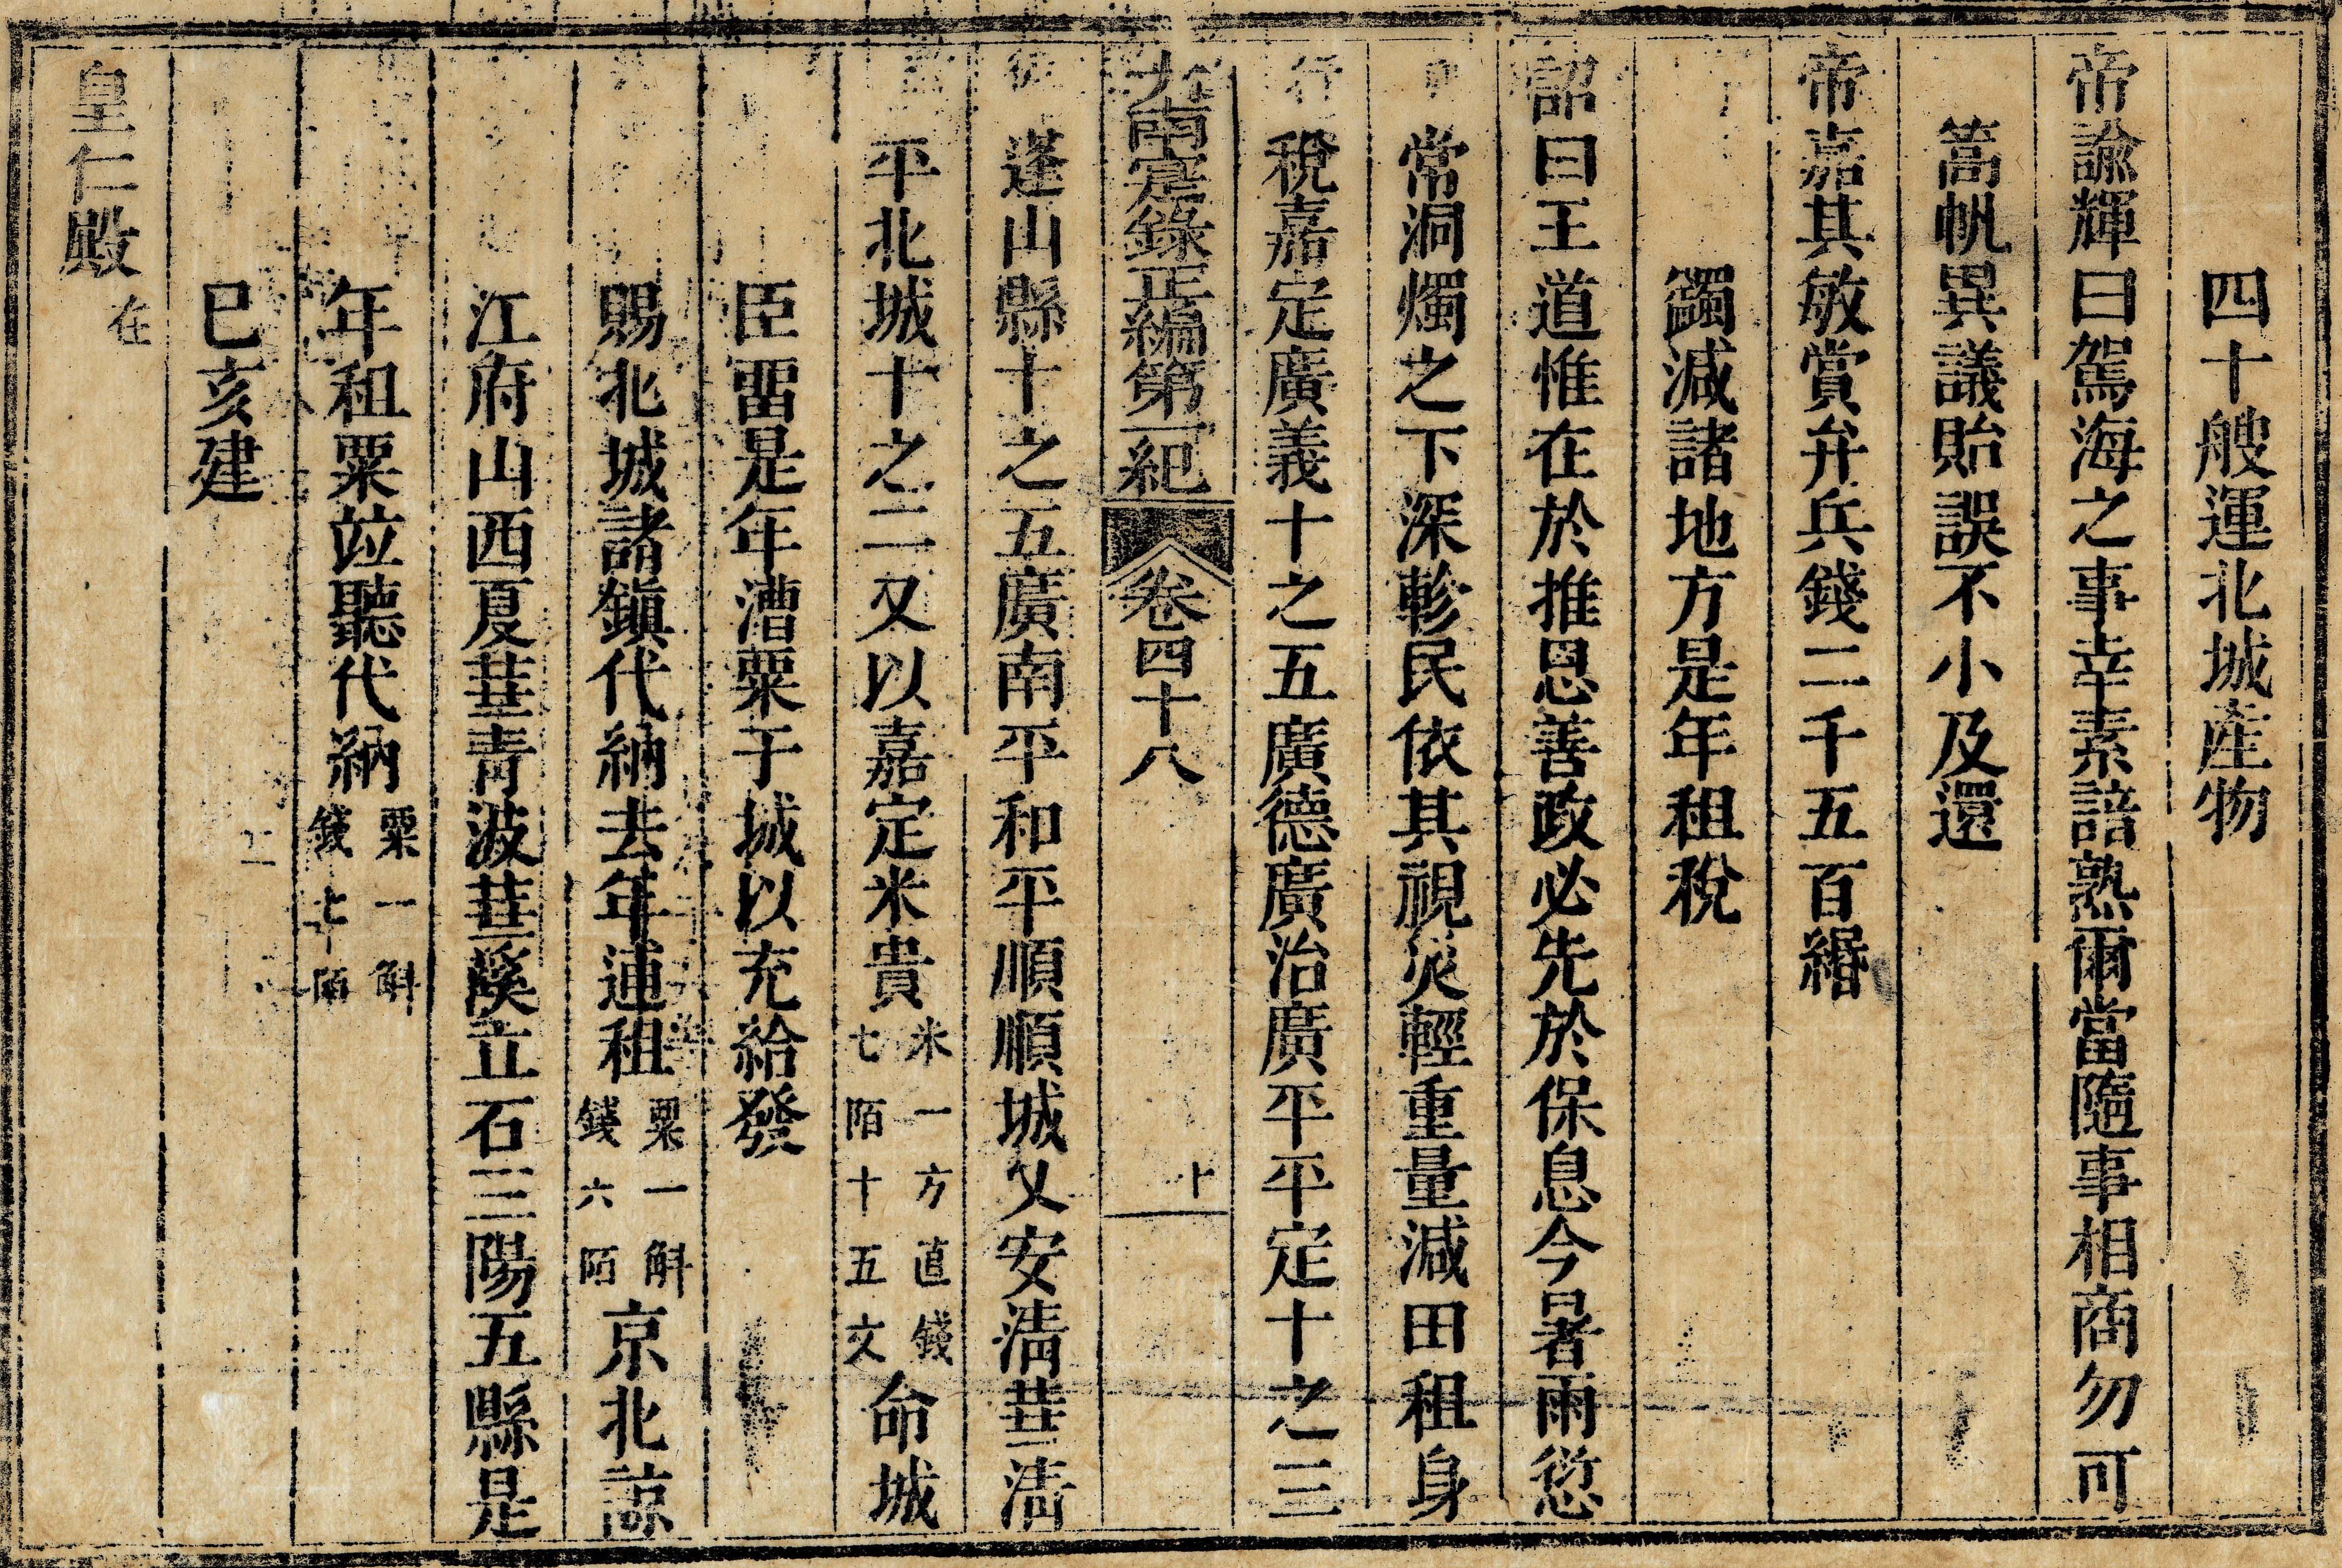 四十艘運北城產物
帝諭輝曰駕海之事幸素諳熟爾當隨事相商勿可
篙帆異議貽誤不小及還
帝嘉其敏賞弁兵錢二千五百緡
蠲減諸地方是年租稅
詔曰王道惟在於推恩善政必先於保息今暑雨愆
常洞燭之下深軫民依其視災輕重量減田租身
稅嘉定廣義十之五廣德廣治廣平平定十之三
大南寔錄正編第一紀 卷四十八 十
蓬山縣十之五廣南平和平順順城乂安清葩清
平北城十之二又以嘉定米貴米一方直錢七陌十五文命城
臣畱是年漕粟于城以充給發
賜北城諸鎮代納去年逋租粟一斛錢六陌京北諒
江府山西夏葩青波葩溪立石三陽五縣是
年租粟竝聽代納粟一斛錢七陌
己亥建
皇仁殿在